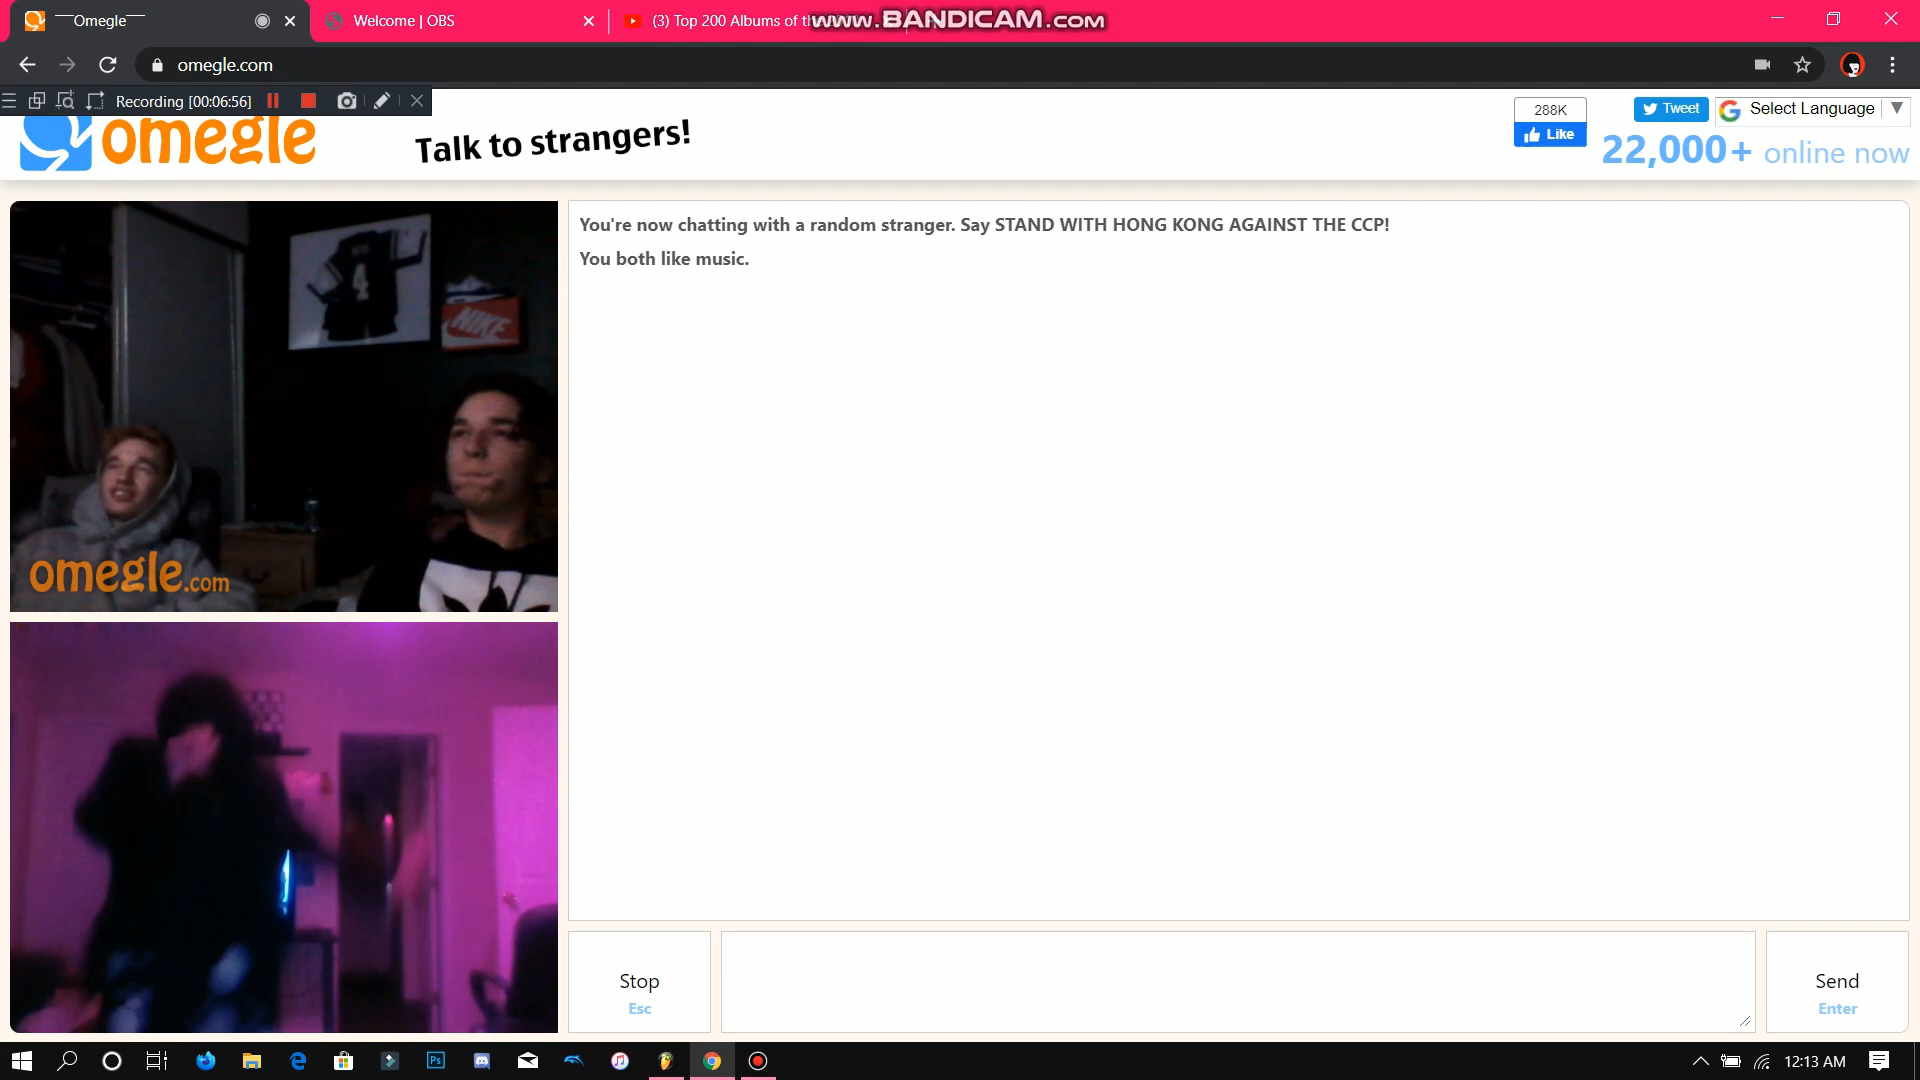 Omegle
Welcome | OBS
(3) Top 200 Albums of the
www.BANDICAM.com
omegle.com
Recording [00:06:56]
omegle
Talk to strangers!
288K
Like
Tweet
Select Language
22,000+ online now
You're now chatting with a random stranger. Say STAND WITH HONG KONG AGAINST THE CCP!
You both like music.
4
NIKE
omegle.com
Stop
Esc
Send
Enter
Ps
12:13 AM